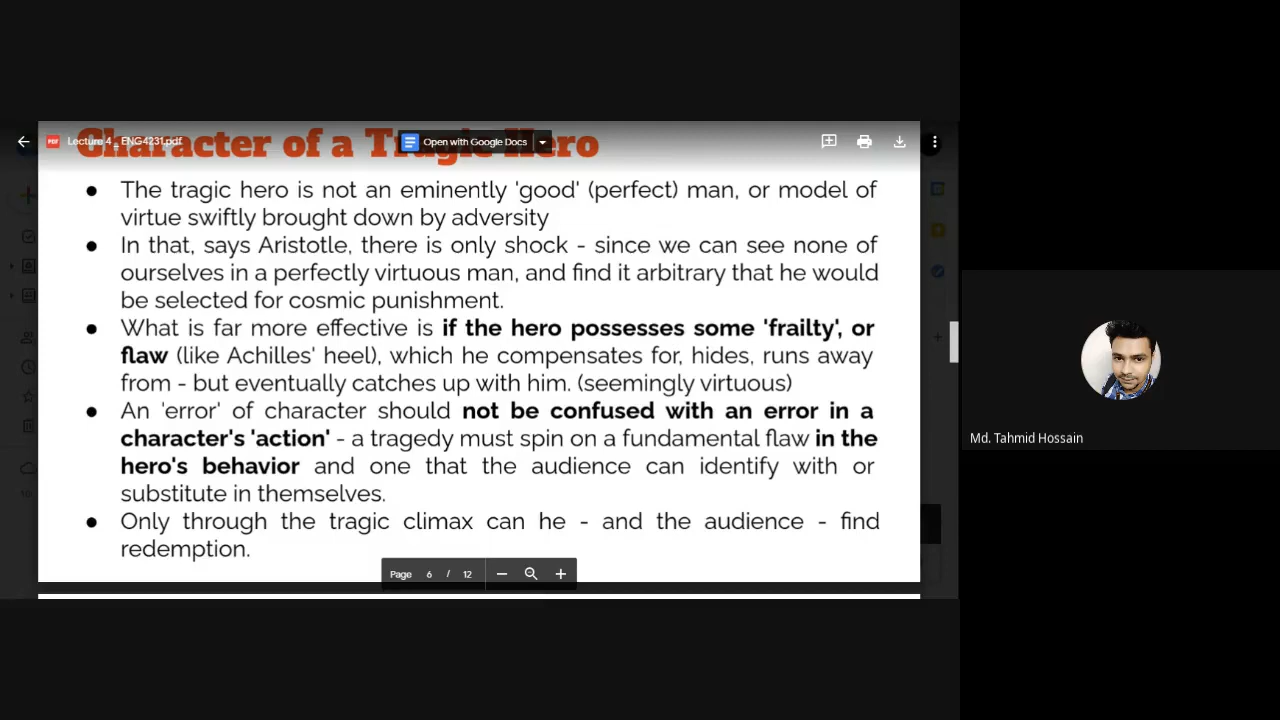 Character of a Tragic Hero
Lecture 4 _ ENG4231.pdf
Open with Google Docs
● The tragic hero is not an eminently 'good' (perfect) man, or model of
virtue swiftly brought down by adversity
● In that, says Aristotle, there is only shock - since we can see none of
ourselves in a perfectly virtuous man, and find it arbitrary that he would
be selected for cosmic punishment.
● What is far more effective is if the hero possesses some 'frailty', or
flaw (like Achilles' heel), which he compensates for, hides, runs away
from - but eventually catches up with him. (seemingly virtuous)
● An 'error' of character should not be confused with an error in a
character's 'action' - a tragedy must spin on a fundamental flaw in the
hero's behavior and one that the audience can identify with or
substitute in themselves.
● Only through the tragic climax can he - and the audience - find
redemption.
Page 6 / 12
Md. Tahmid Hossain